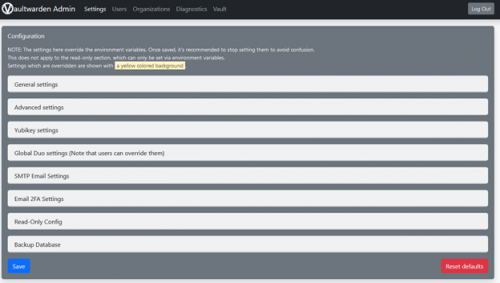 Vaultwarden Admin Settings Users Organizations Diagnostics Vault Log Out
Configuration
NOTE: The settings here override the environment variables. Once saved, it's recommended to stop setting them to avoid confusion.
This does not apply to the read-only section, which can only be set via environment variables.
Settings which are overridden are shown with a yellow colored background
General settings
Advanced settings
Yubikey settings
Global Duo settings (Note that users can override them)
SMTP Email Settings
Email 2FA Settings
Read-Only Config
Backup Database
Save Reset defaults